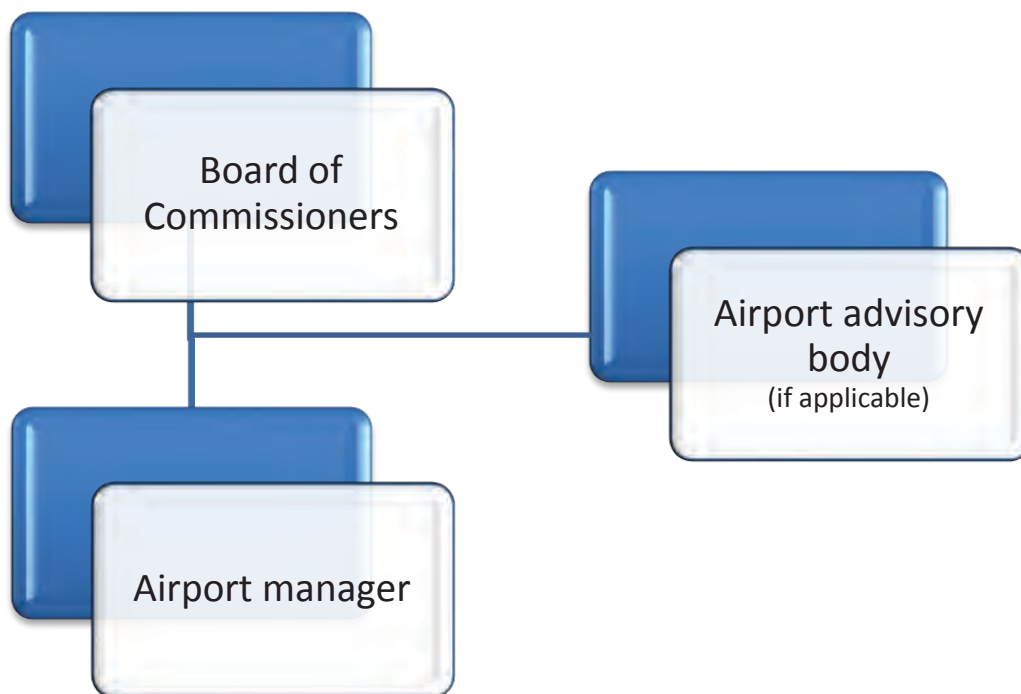 Board of
Commissioners
Airport advisory
body
(if applicable)
Airport manager